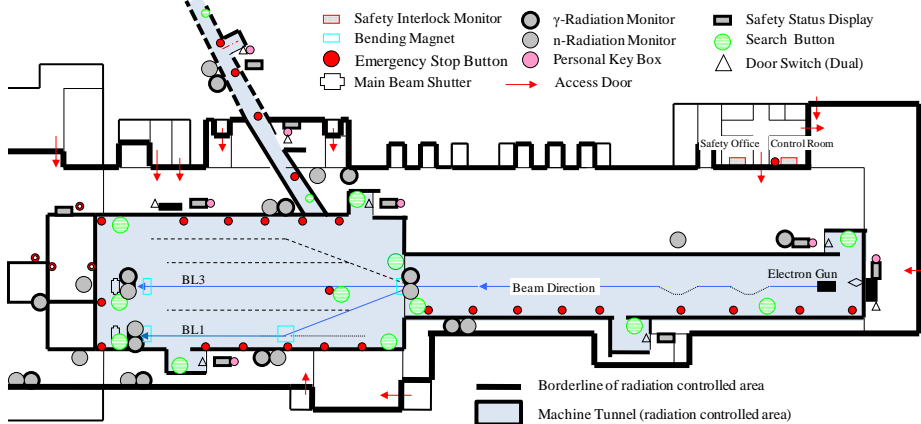 Safety Interlock Monitor
γ-Radiation Monitor
Safety Status Display
Bending Magnet
n-Radiation Monitor
Search Button
Emergency Stop Button
Personal Key Box
Door Switch (Dual)
Main Beam Shutter
Access Door
Safety Office
Control Room
BL3
Beam Direction
Electron Gun
BL1
Borderline of radiation controlled area
Machine Tunnel (radiation controlled area)